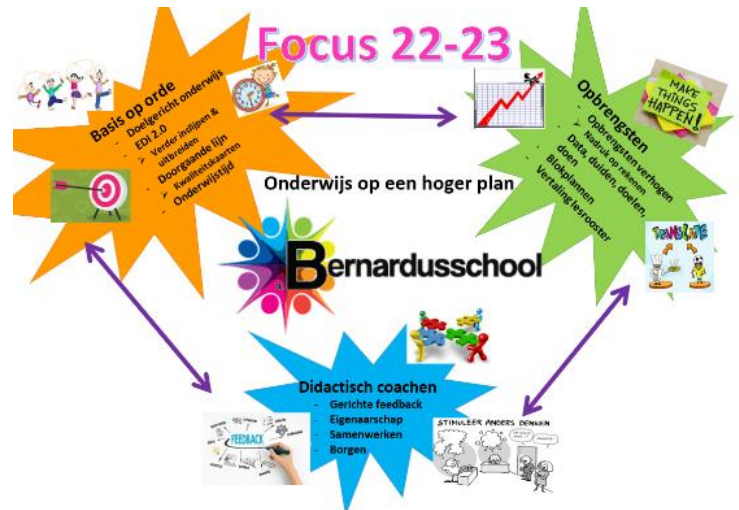 Focus 22-23
Basis op orde
- Doelgericht onderwijs
- EDI 2.0
➢ Verder inslijpen &
uitbreiden
- Doorgaande lijn
➢ Kwaliteitskaarten
- Onderwijstijd
Opbrengsten
- Opbrengsten verhogen
➢ Nadruk op rekenen
- Data, duiden, doelen,
doen
- Blokplannen
- Vertaling lesrooster
MAKE
THINGS
HAPPEN!
TRANSLATE
Onderwijs op een hoger plan
Bernardusschool
Didactisch coachen
- Gerichte feedback
- Eigenaarschap
- Samenwerken
- Borgen
FEEDBACK
STIMULEER ANDERS DENKEN